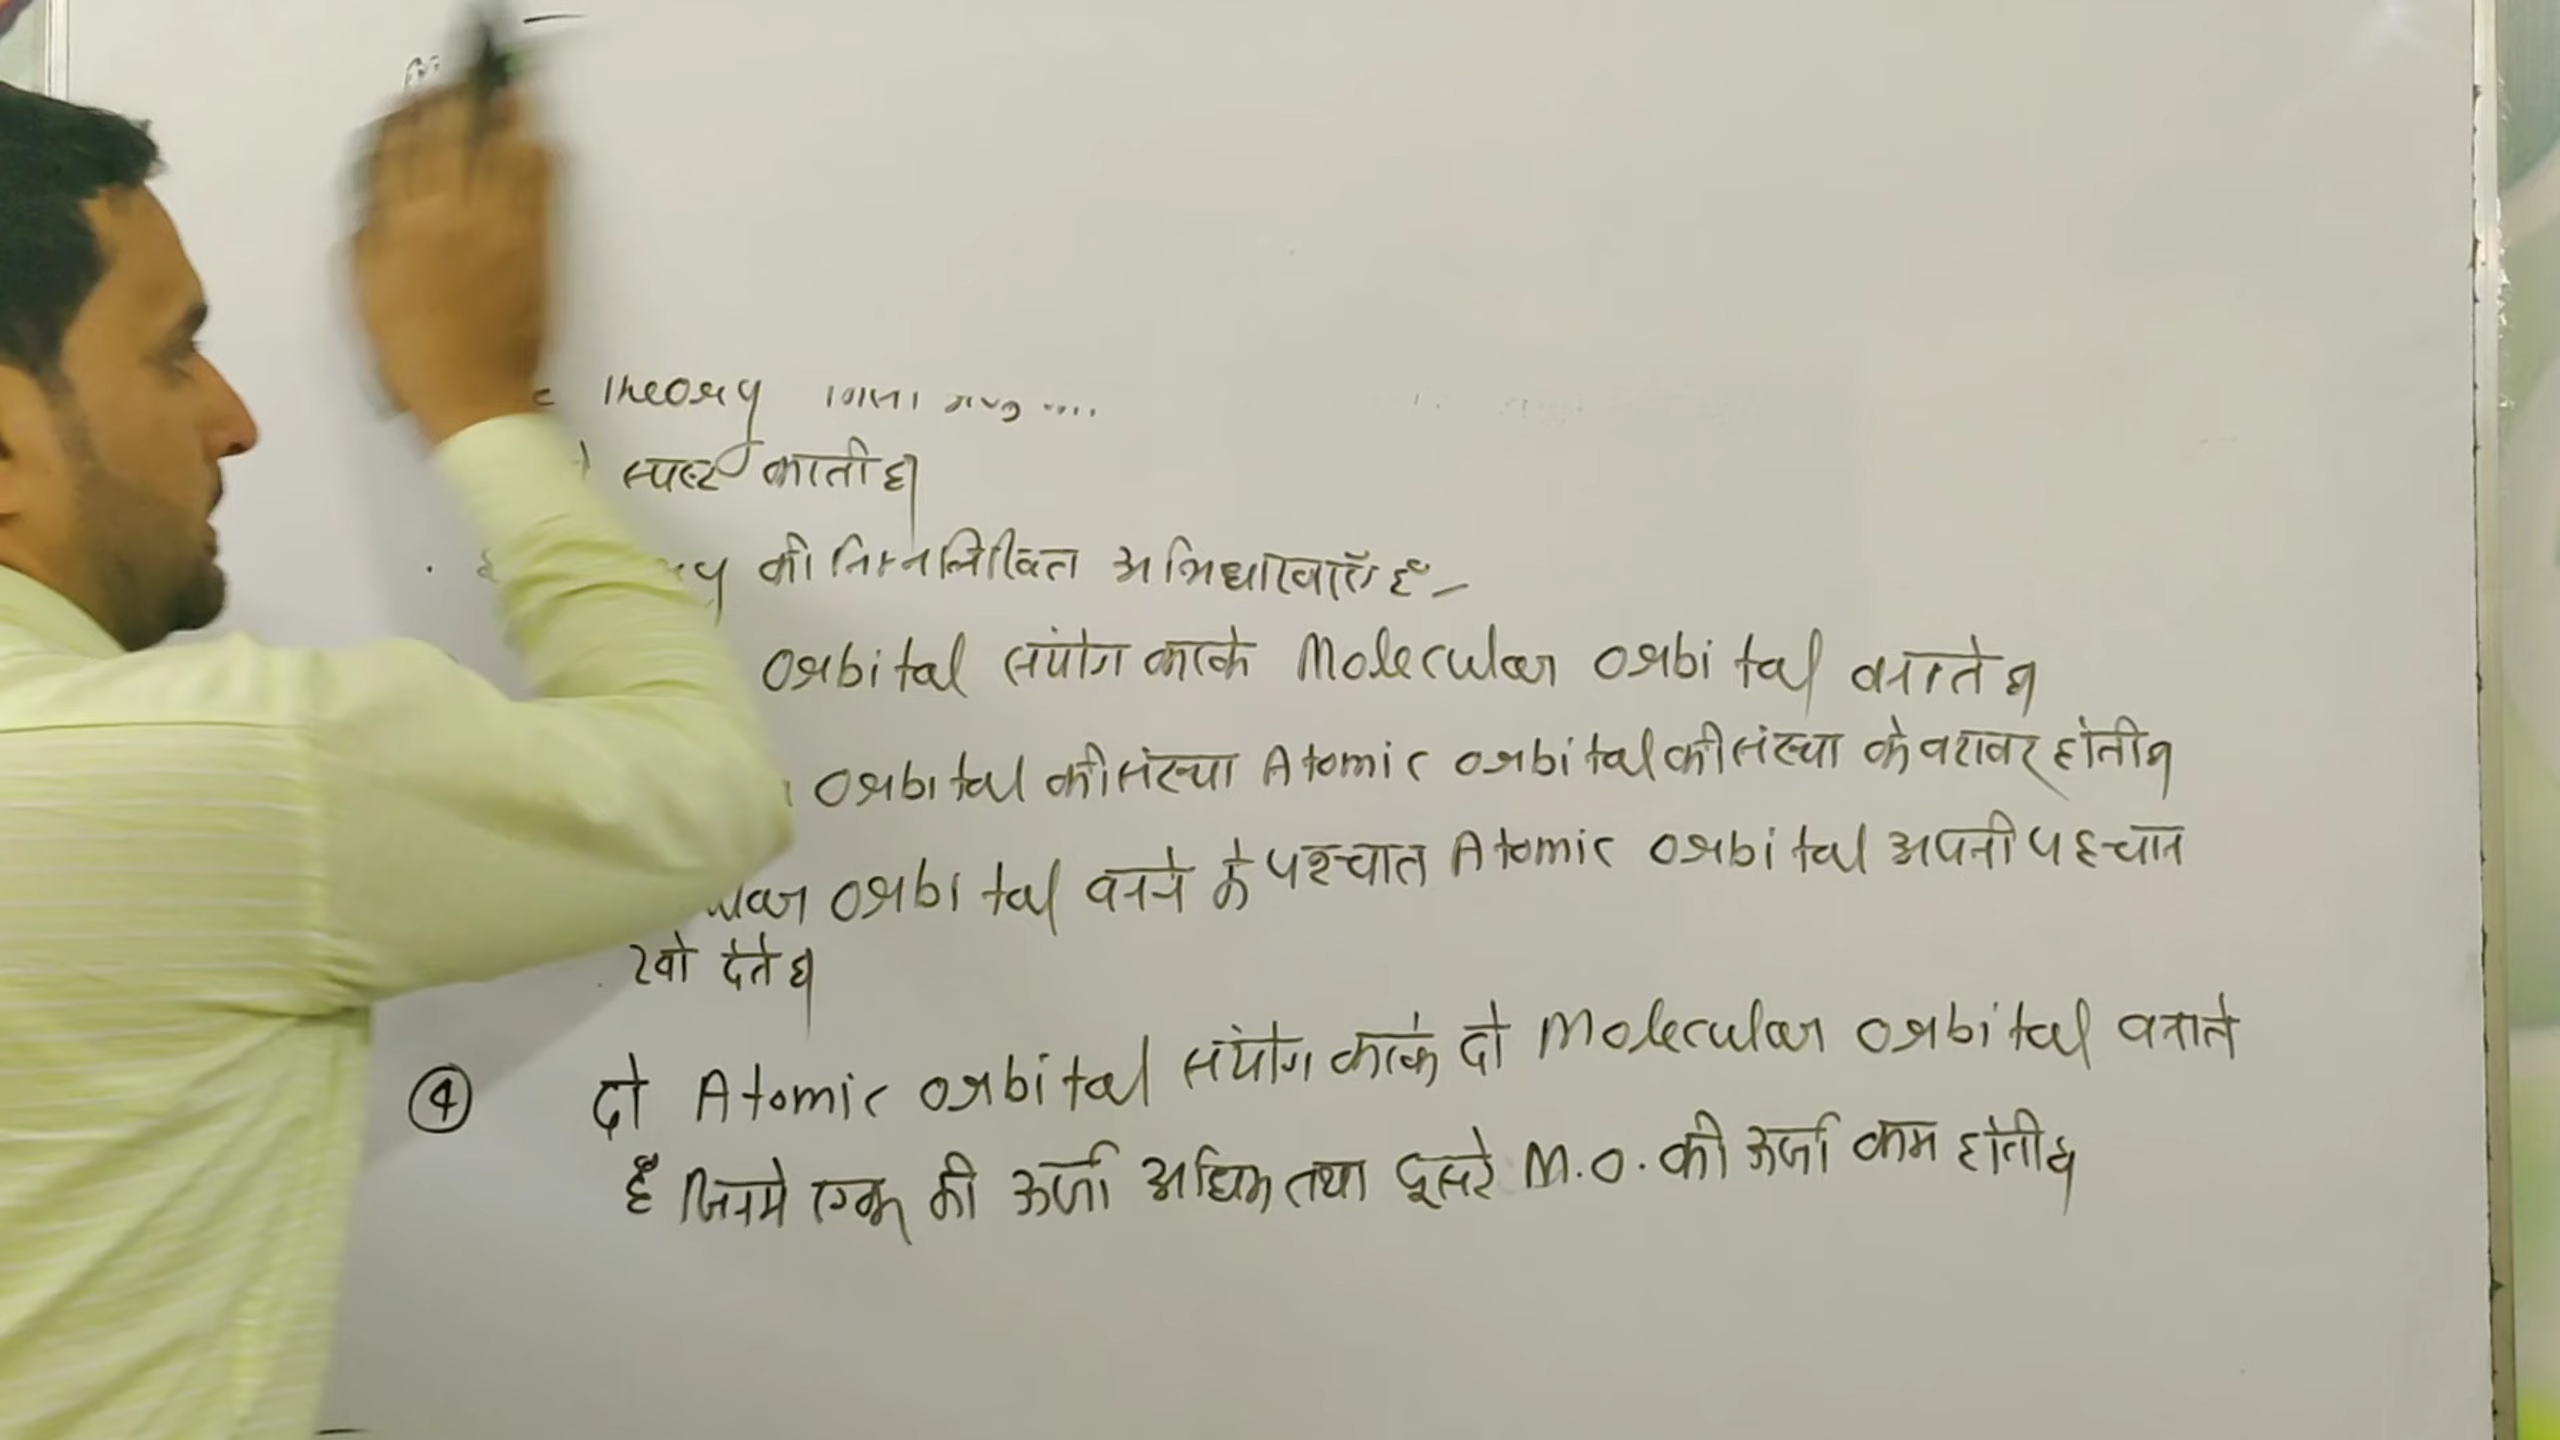 Theory
स्पष्ट करती है।
की निम्नलिखित अभिधारणाएँ हैं-
Orbital संयोग करके Molecular Orbital बनाते है।
Orbital की संख्या Atomic Orbital की संख्या के बराबर होती है।
Orbital बनने के पश्चात Atomic Orbital अपनी पहचान
खो देते है।
④ दो Atomic Orbital संयोग करके दो Molecular Orbital बनाते
हैं जिनमे एक की ऊर्जा अधिक तथा दूसरे M.O. की ऊर्जा कम होती है।